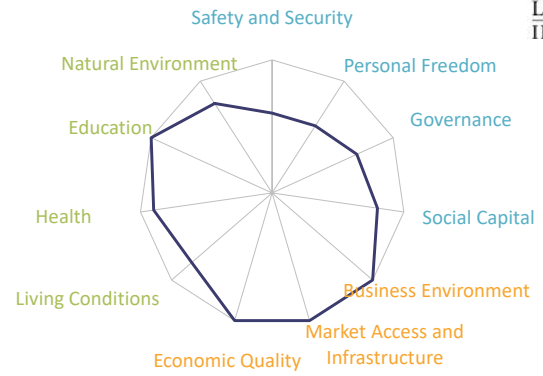 Safety and Security
Natural Environment
Personal Freedom
Education
Governance
Health
Social Capital
Living Conditions
Business Environment
Market Access and
Infrastructure
Economic Quality